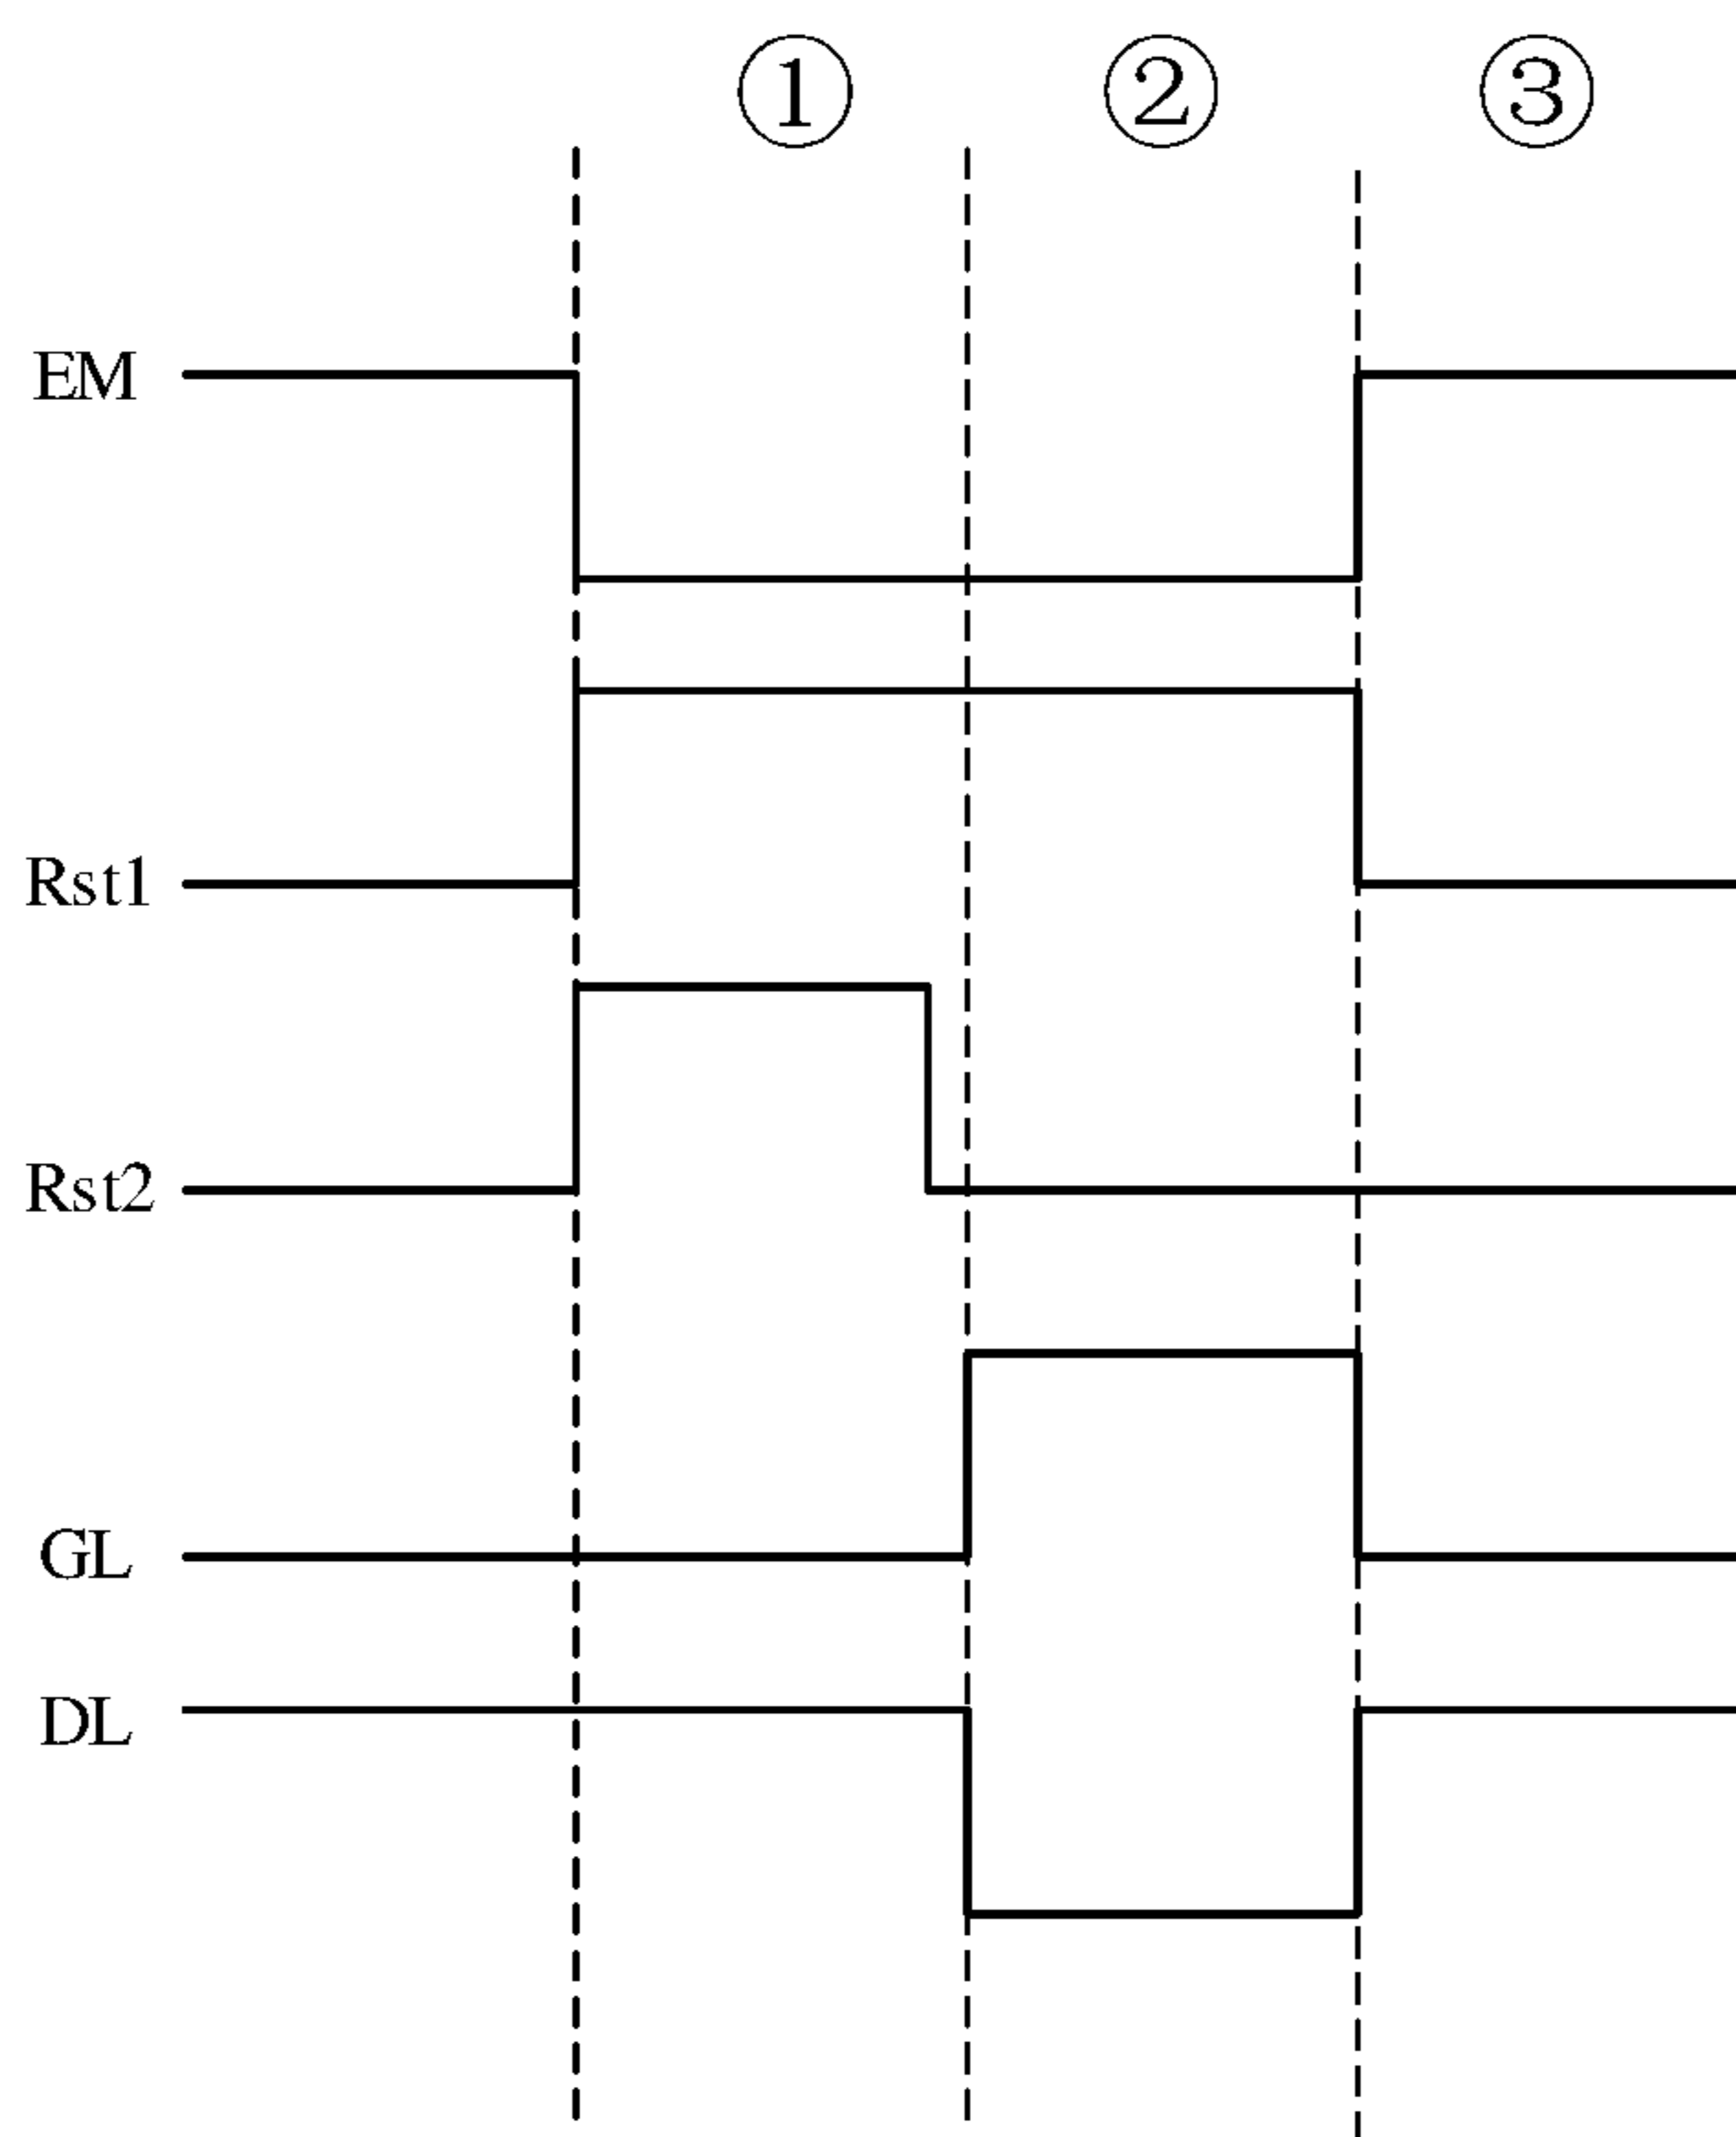 ① ② ③
EM
Rst1
Rst2
GL
DL